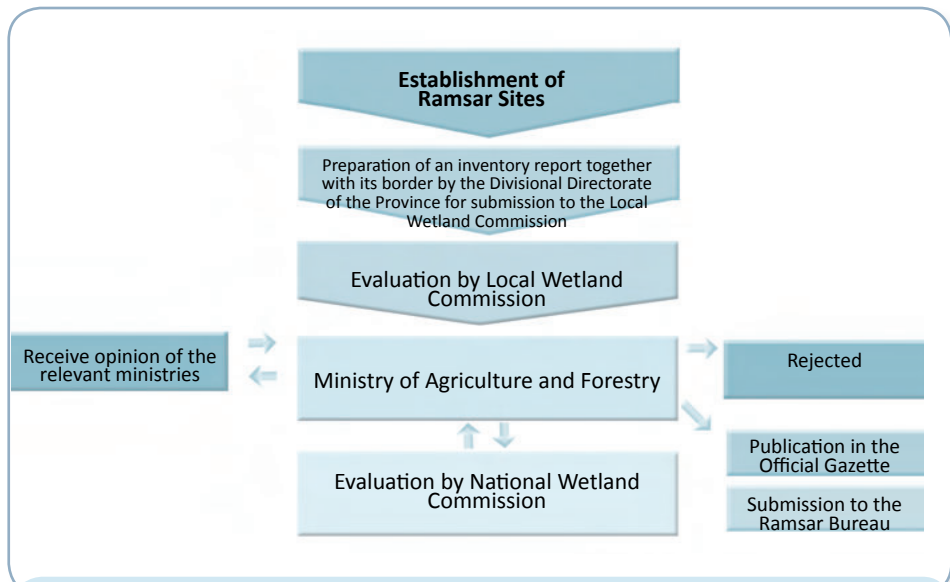 Establishment of
Ramsar Sites
Preparation of an inventory report together
with its border by the Divisional Directorate
of the Province for submission to the Local
Wetland Commission
Evaluation by Local Wetland
Commission
Receive opinion of the
relevant ministries
Ministry of Agriculture and Forestry
Rejected
Evaluation by National Wetland
Commission
Publication in the
Official Gazette
Submission to the
Ramsar Bureau